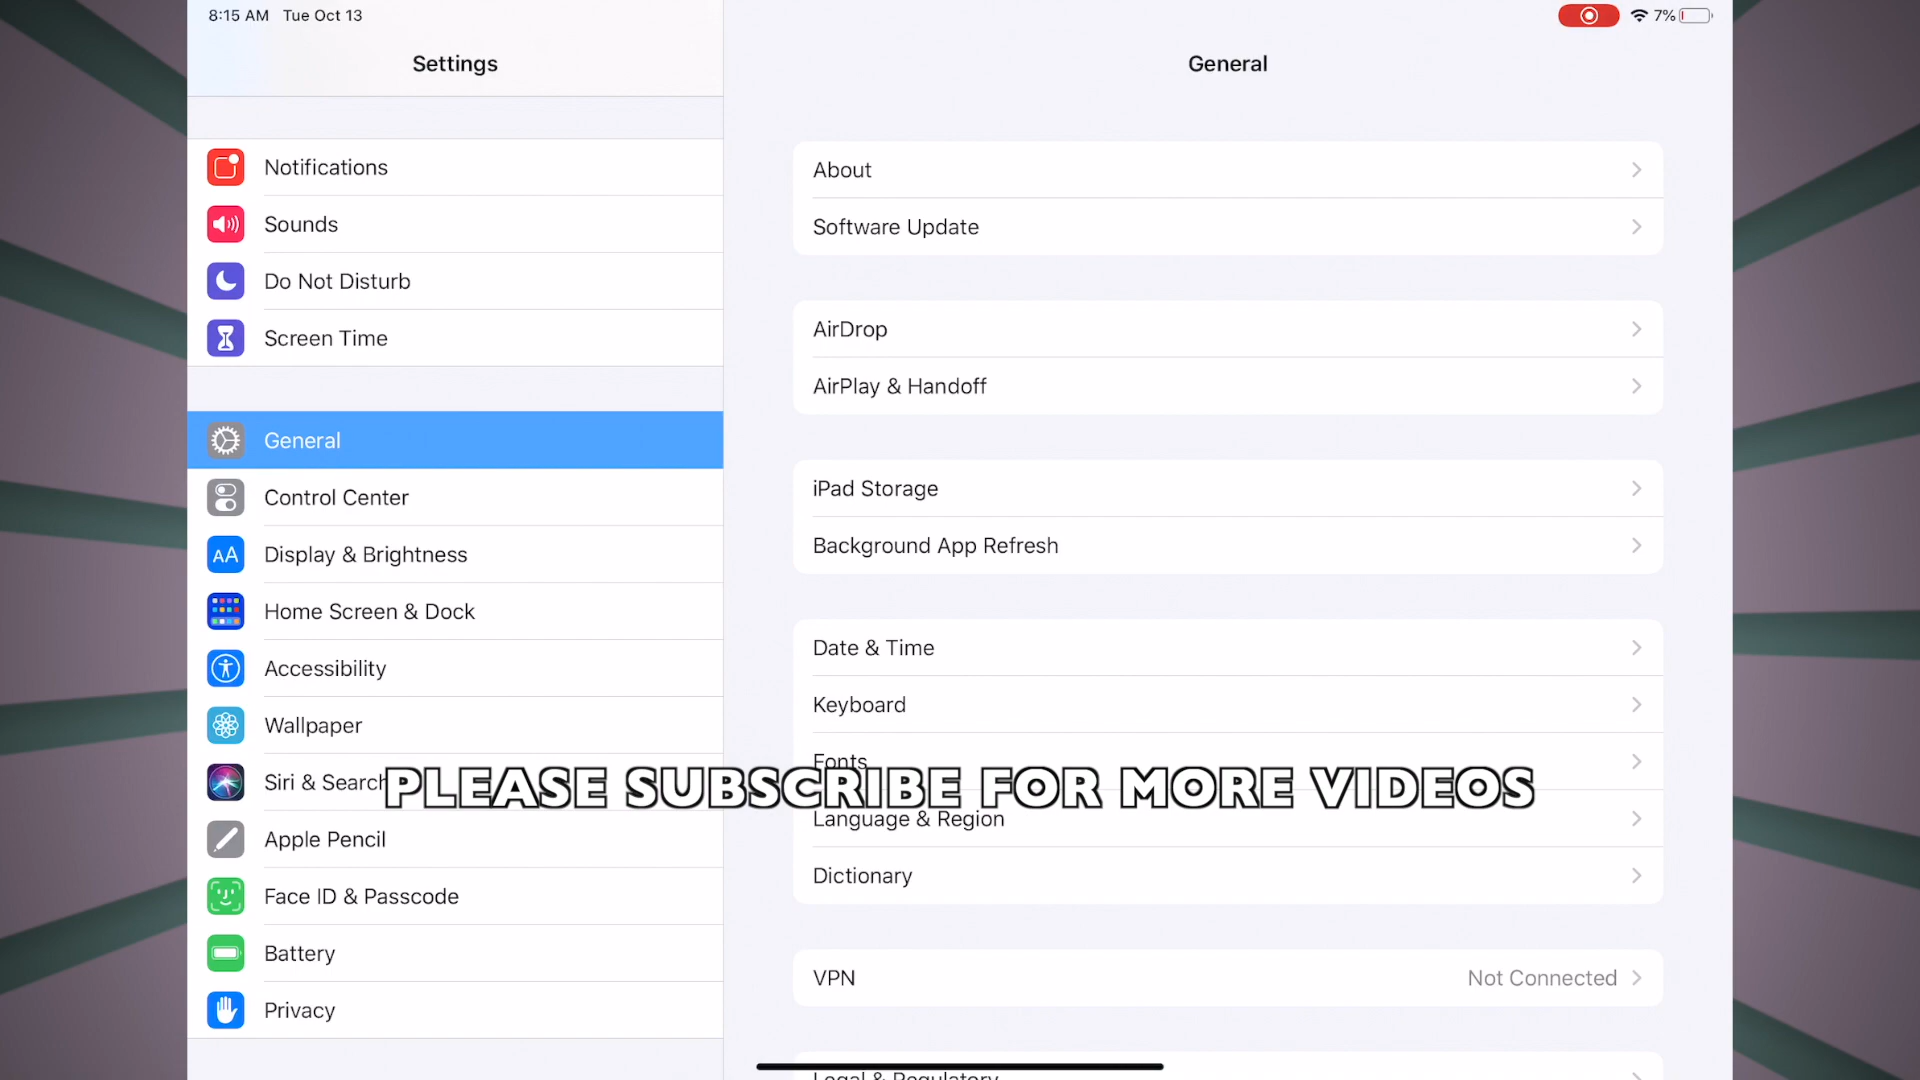 8:15 AM Tue Oct 13
7%
Settings
Notifications
Sounds
Do Not Disturb
Screen Time
General
Control Center
AA
Display & Brightness
Home Screen & Dock
Accessibility
Wallpaper
Siri & Search
Apple Pencil
Face ID & Passcode
Battery
Privacy
General
About
Software Update
AirDrop
AirPlay & Handoff
iPad Storage
Background App Refresh
Date & Time
Keyboard
Fonts
PLEASE SUBSCRIBE FOR MORE VIDEOS
Language & Region
Dictionary
VPN Not Connected
Legal & Regulatory